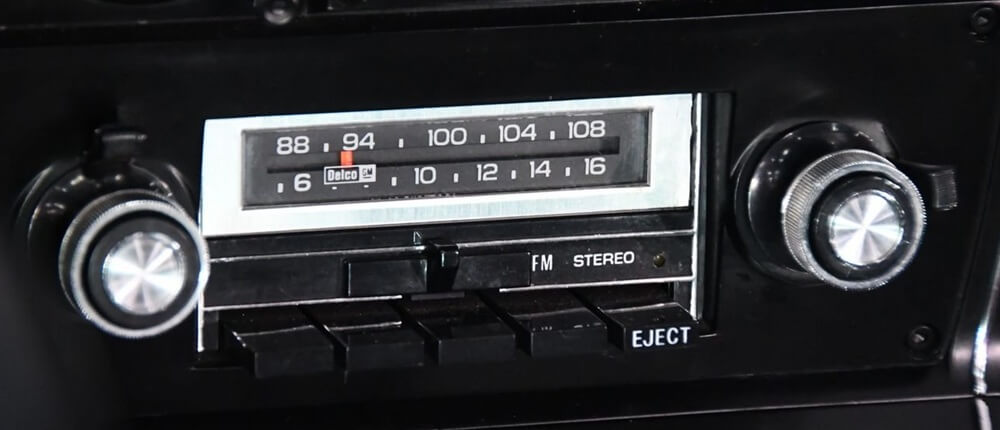 88 94 100 104 108
6 Delco GM 10 12 14 16
FM STEREO
EJECT